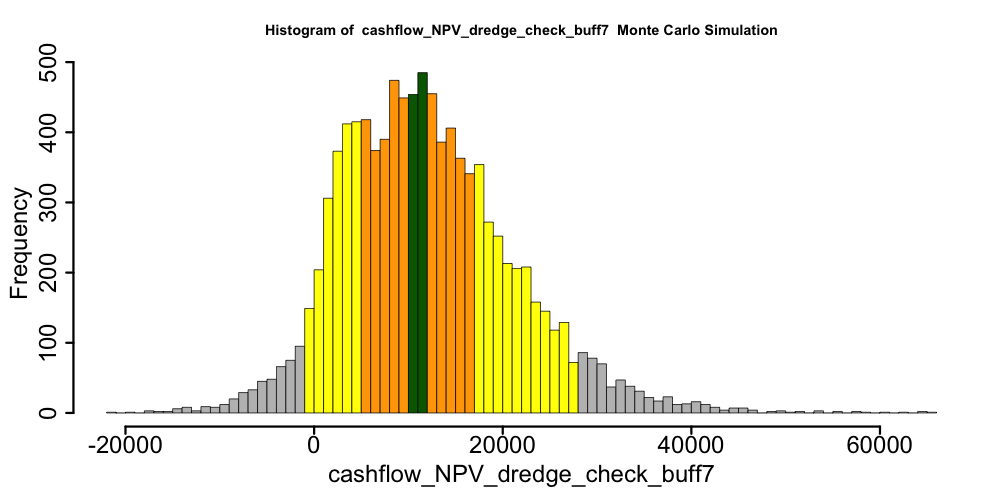 Histogram of  cashflow_NPV_dredge_check_buff7  Monte Carlo Simulation
Frequency
500
400
300
200
100
0
-20000 0 20000 40000 60000
cashflow_NPV_dredge_check_buff7